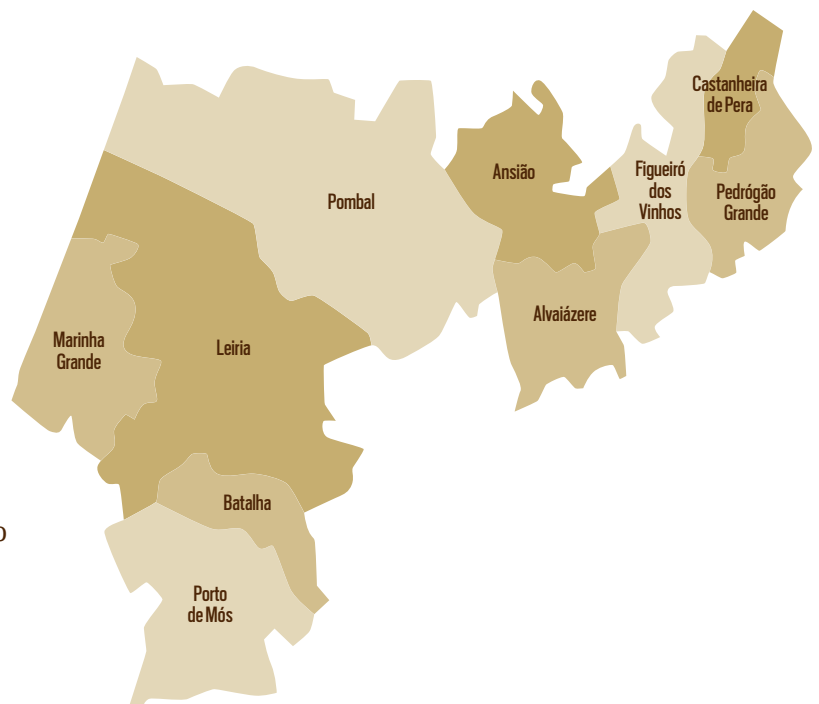 Castanheira
de Pera
Ansião
Figueiró
dos
Vinhos
Pedrógão
Grande
Pombal
Alvaiázere
Marinha
Grande
Leiria
Batalha
o
Porto
de Mós